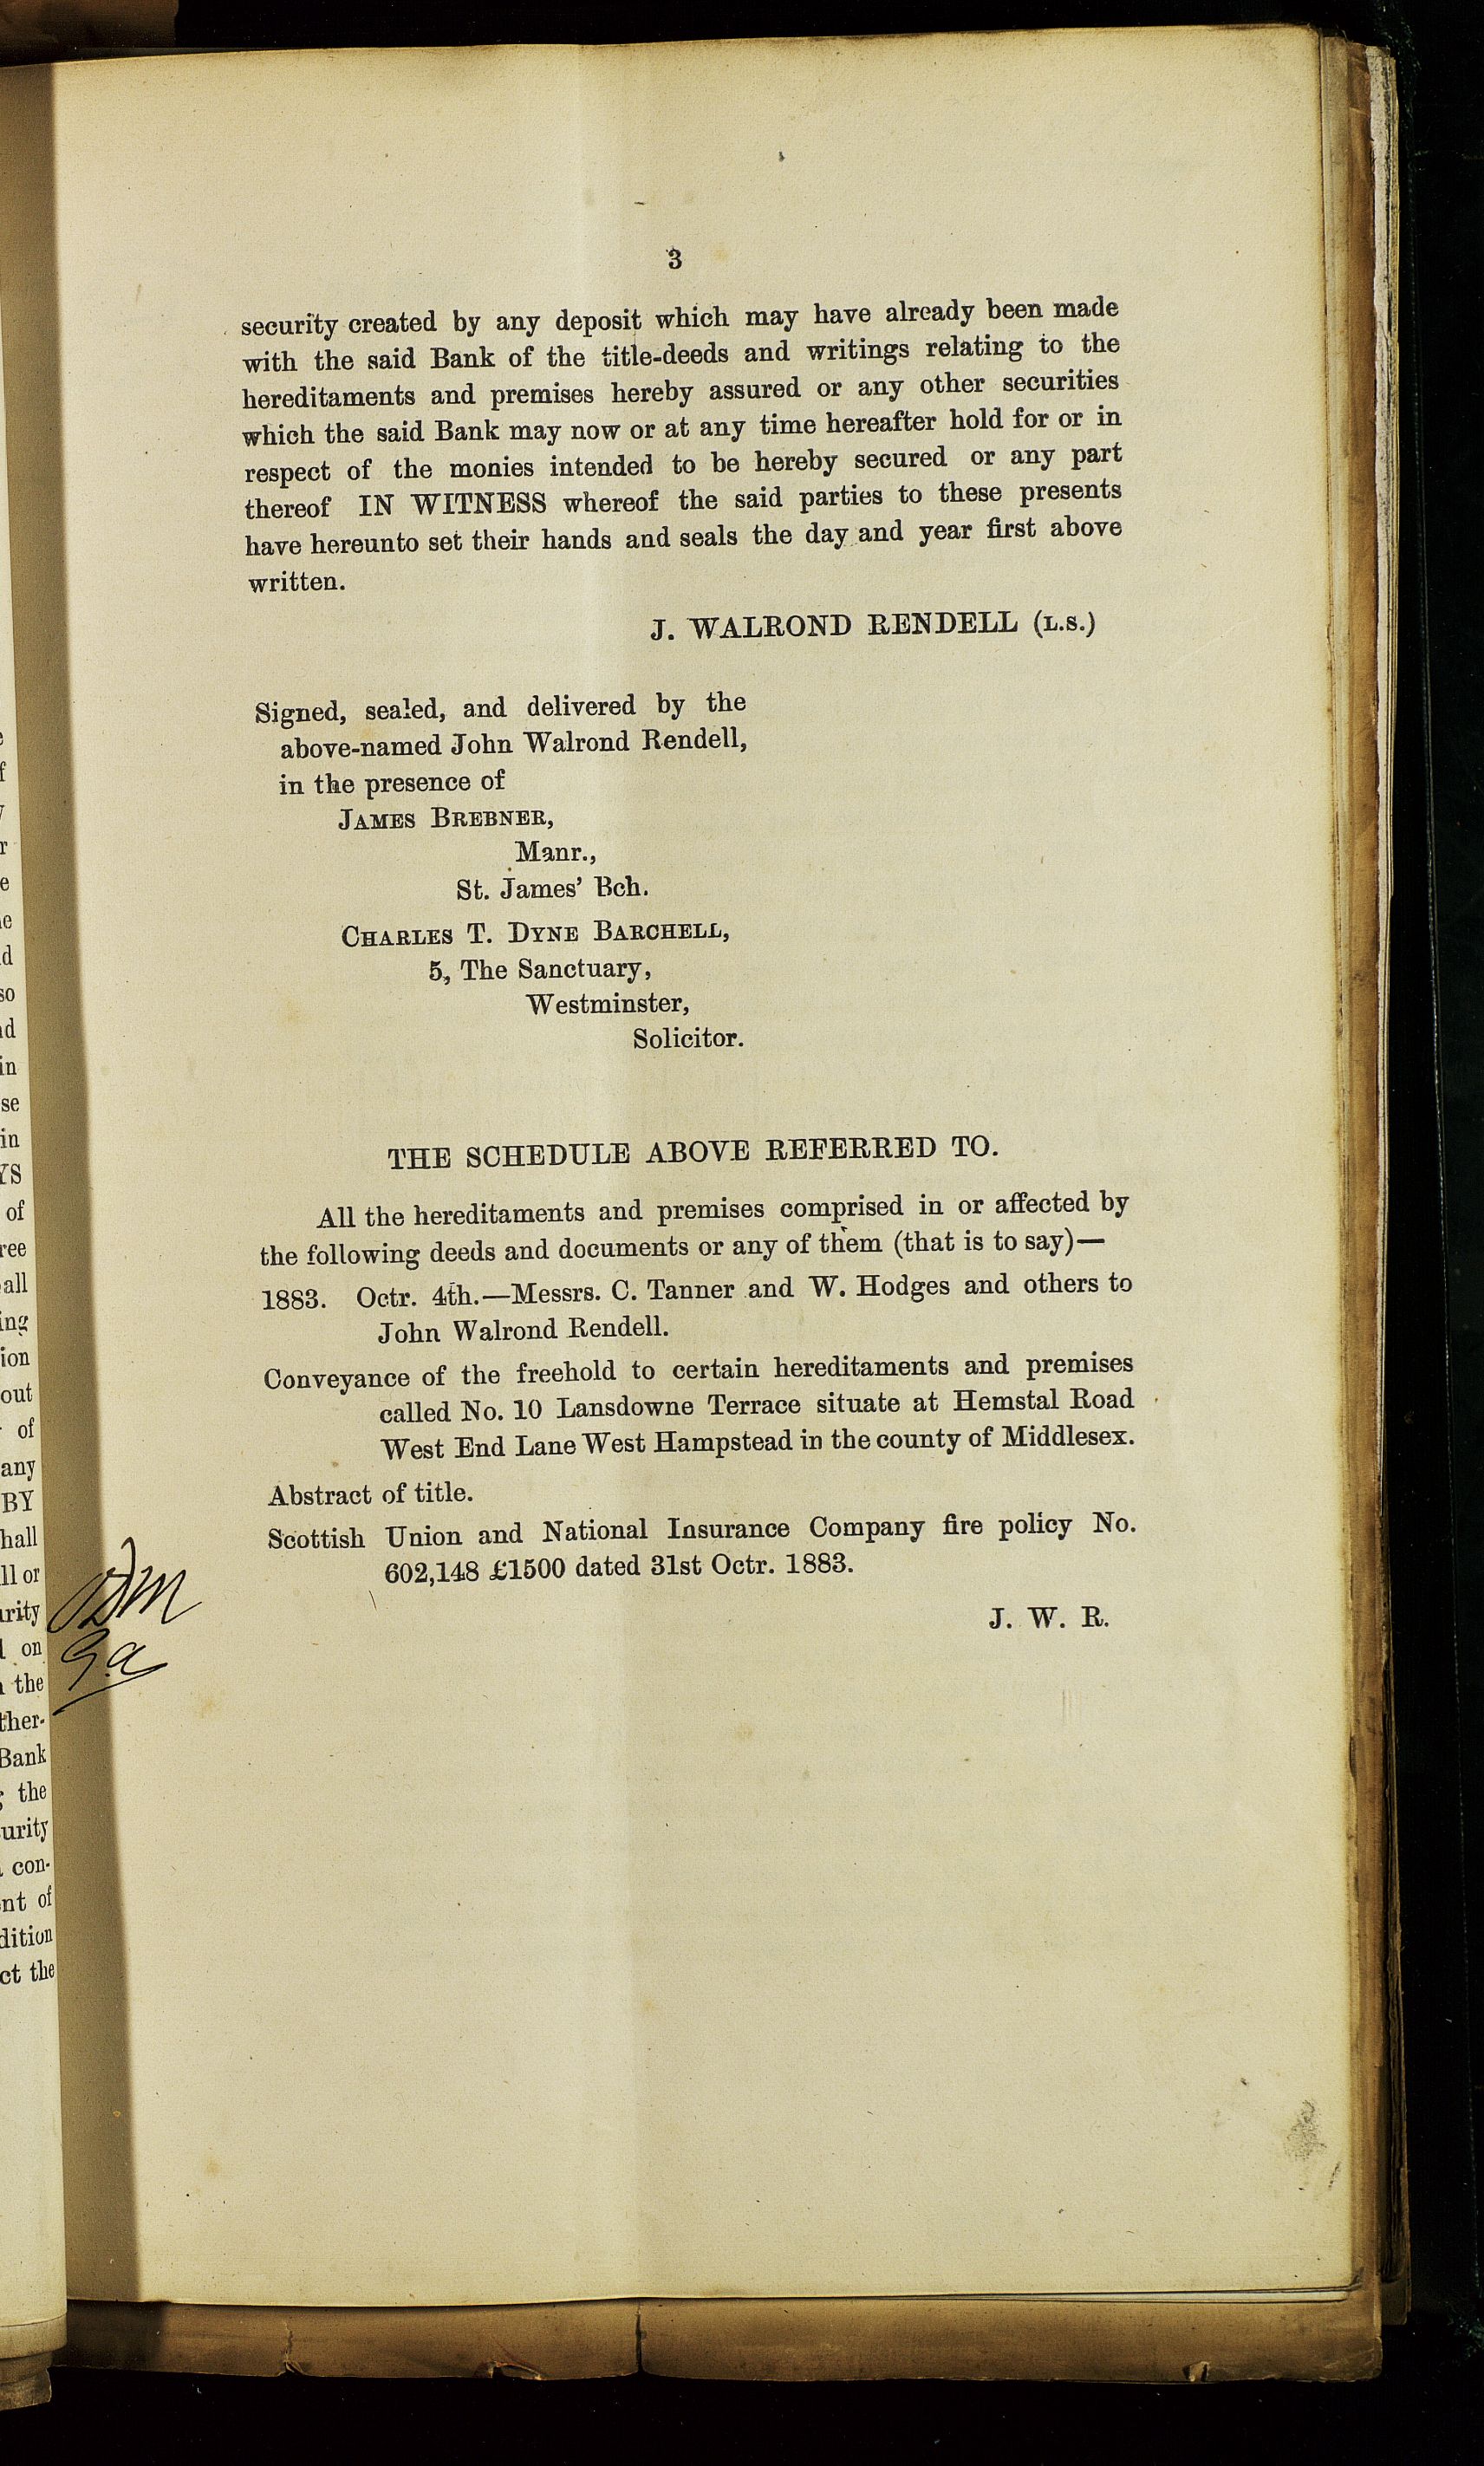 3
security created by any deposit which may have already been made
with the said Bank of the title-deeds and writings relating to the
hereditaments and premises hereby assured or any other securities
which the said Bank may now or at any time hereafter hold for or in
respect of the monies intended to be hereby secured or any part
thereof IN WITNESS whereof the said parties to these presents
have hereunto set their hands and seals the day and year first above
written.
J. WALROND RENDELL (L.S.)
Signed, sealed, and delivered by the
above-named John Walrond Rendell,
in the presence of
JAMES BREBNER,
Manr.,
St. James' Bch.
CHARLES T. DYNE BARCHELL,
5, The Sanctuary,
Westminster,
Solicitor.
THE SCHEDULE ABOVE REFERRED TO.
All the hereditaments and premises comprised in or affected by
the following deeds and documents or any of them (that is to say)—
1883. Octr. 4th.—Messrs. C. Tanner and W. Hodges and others to
John Walrond Rendell.
Conveyance of the freehold to certain hereditaments and premises
called No. 10 Lansdowne Terrace situate at Hemstal Road
West End Lane West Hampstead in the county of Middlesex.
Abstract of title.
Scottish Union and National Insurance Company fire policy No.
602,148 £1500 dated 31st Octr. 1883.
J. W. R.